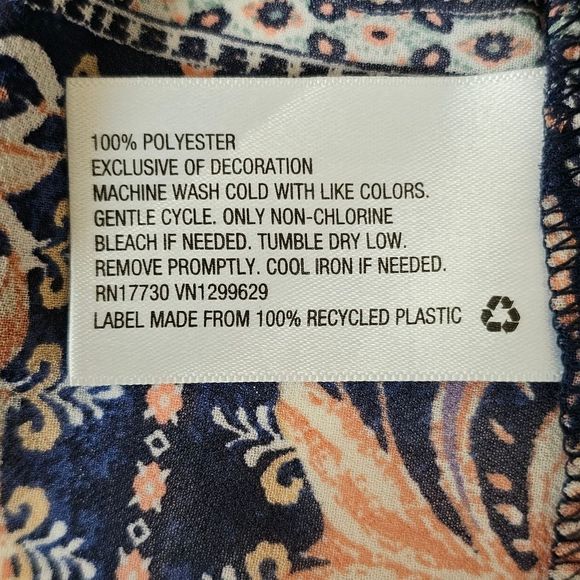 100% POLYESTER
EXCLUSIVE OF DECORATION
MACHINE WASH COLD WITH LIKE COLORS.
GENTLE CYCLE. ONLY NON-CHLORINE
BLEACH IF NEEDED. TUMBLE DRY LOW.
REMOVE PROMPTLY. COOL IRON IF NEEDED.
RN17730 VN1299629
LABEL MADE FROM 100% RECYCLED PLASTIC